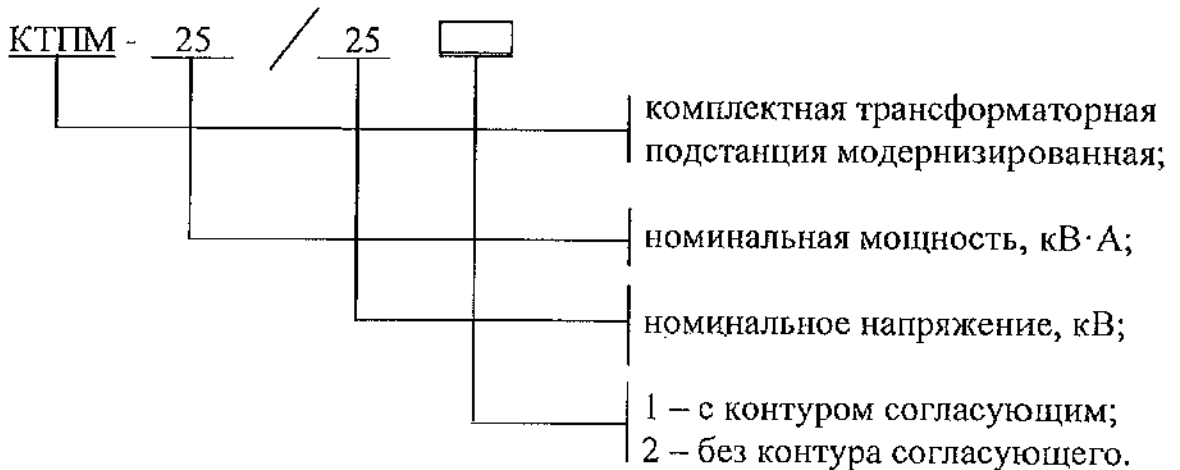 КТПМ - 25 / 25
комплектная трансформаторная
подстанция модернизированная;
номинальная мощность, кВ·А;
номинальное напряжение, кВ;
1 – с контуром согласующим;
2 – без контура согласующего.